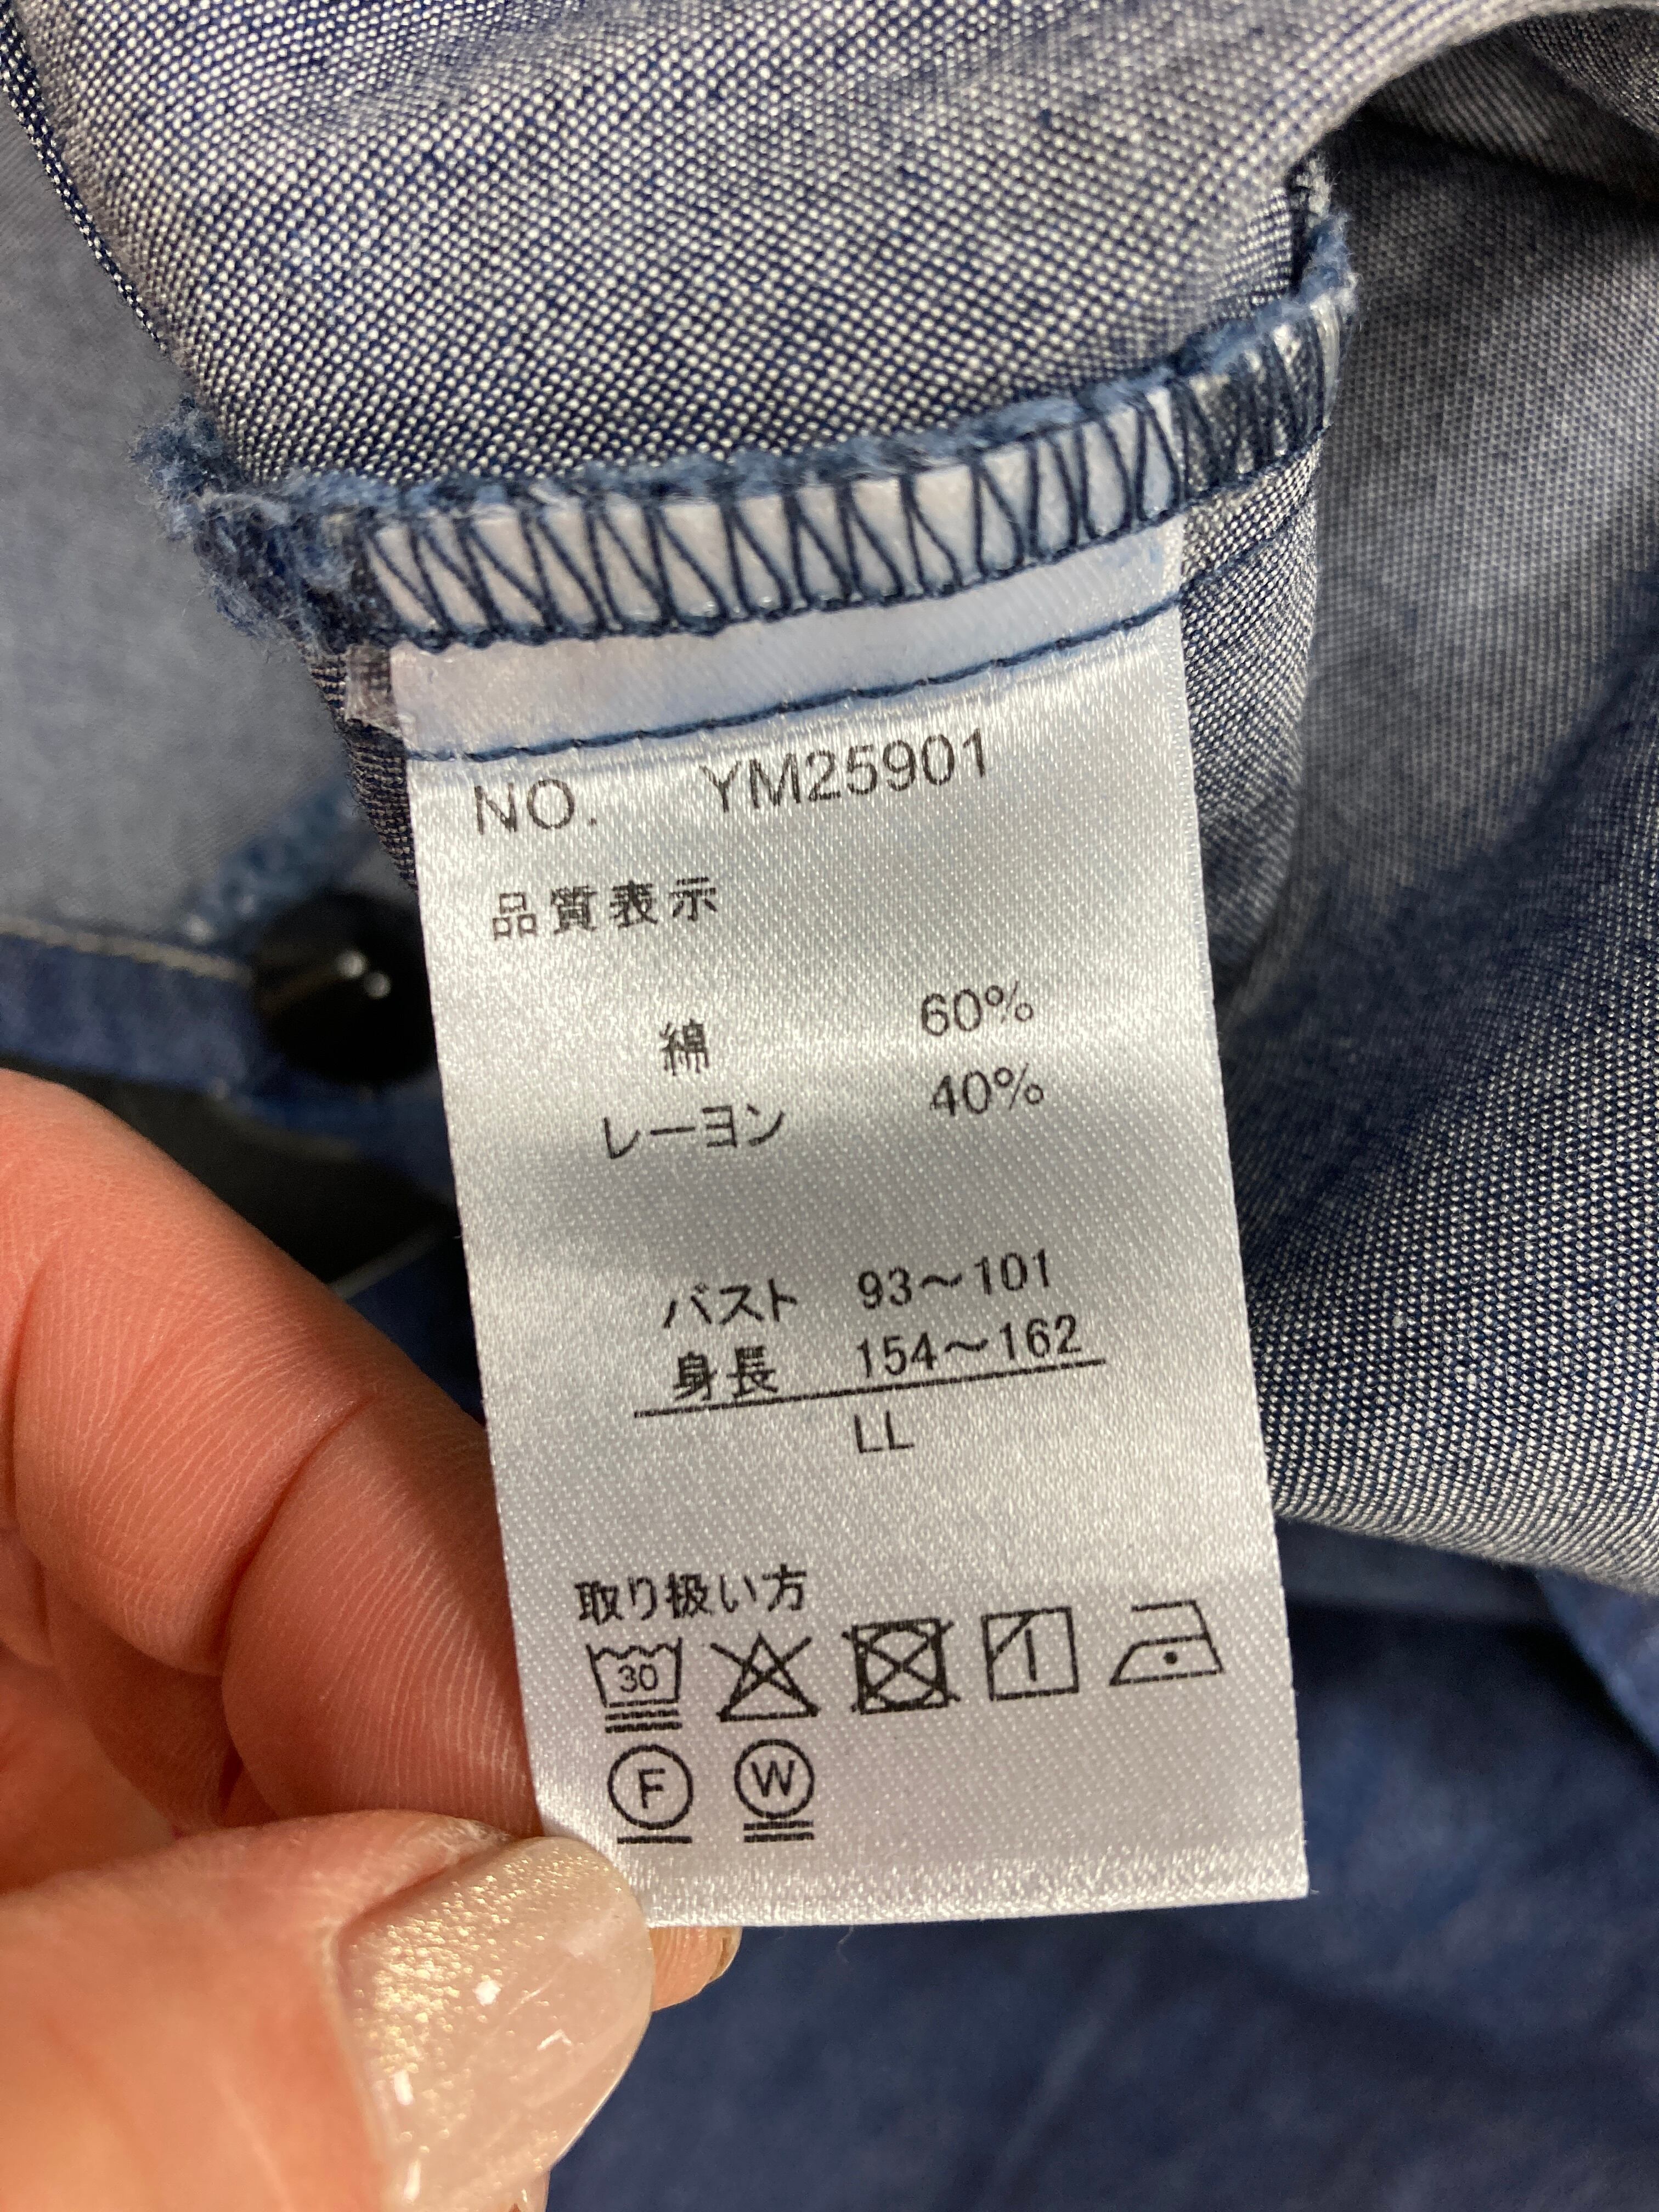 NO. YM25901
品質表示
綿 60%
レーヨン 40%
バスト 93～101
身長 154～162
LL
取り扱い方
30
F W